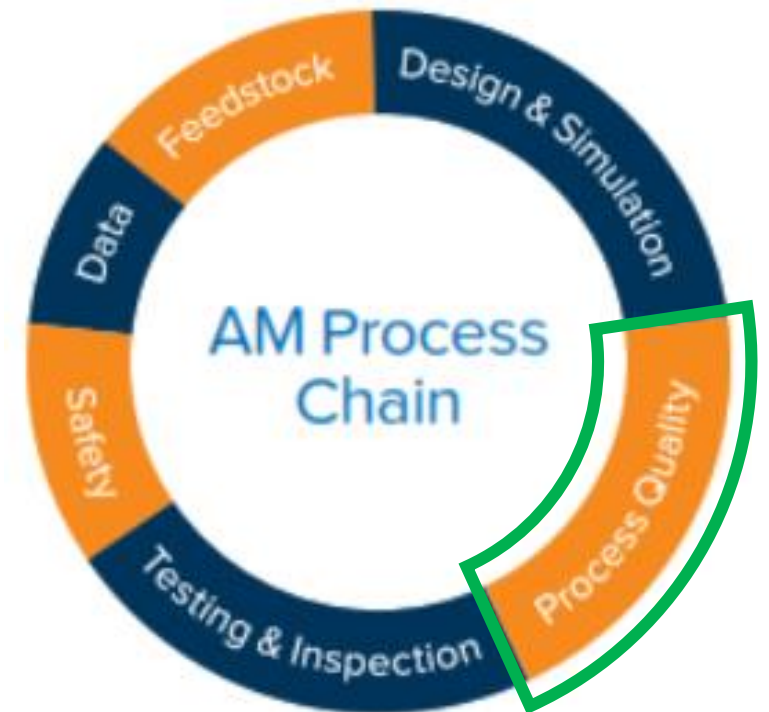 Feedstock
Design & Simulation
Data
AM Process
Chain
Safety
Process Quality
Testing & Inspection